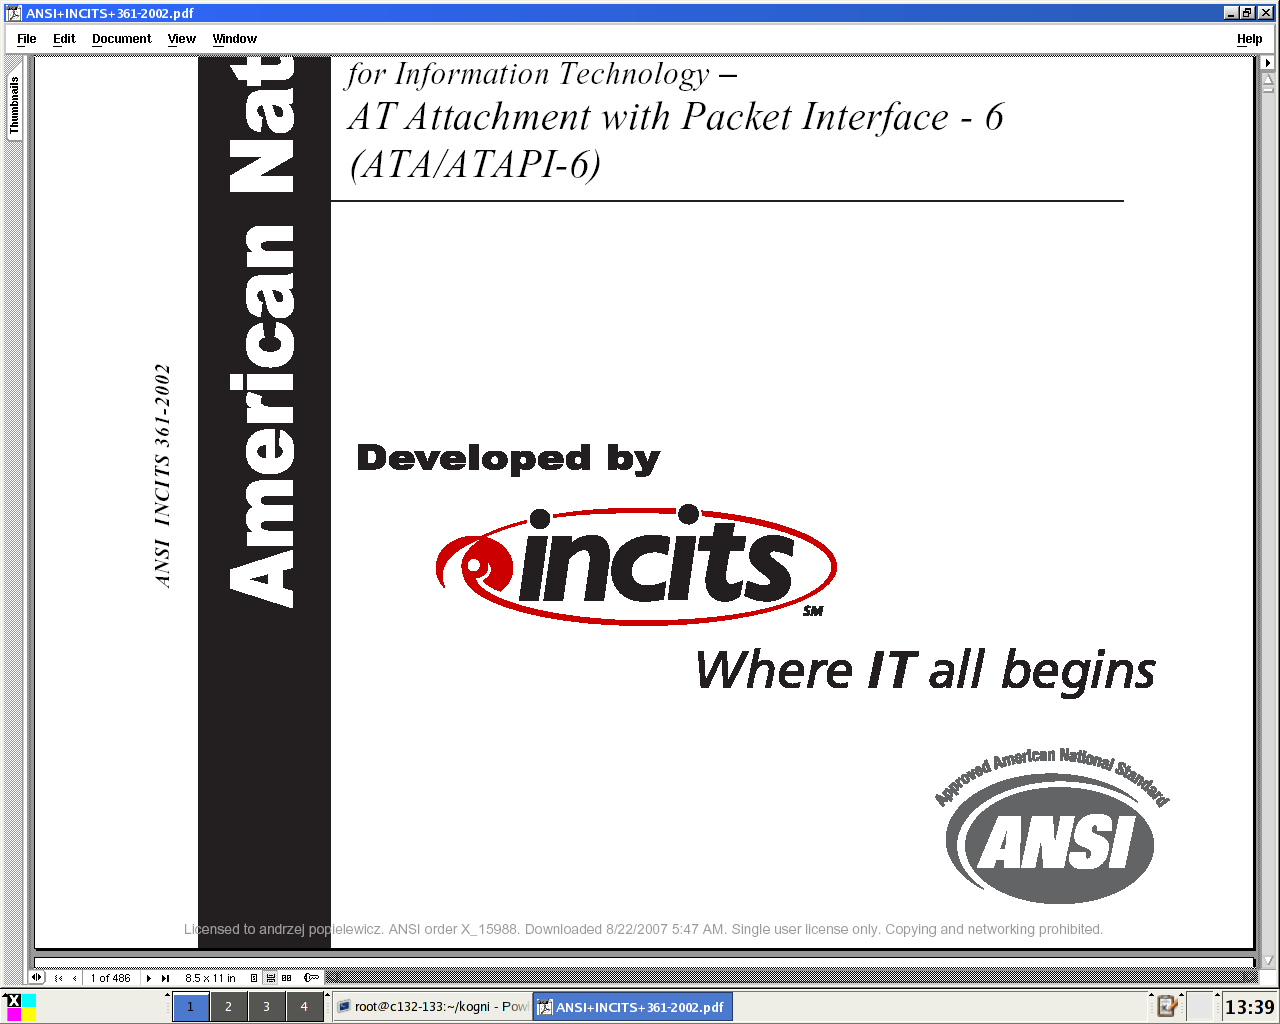 ANSI+INCITS+361-2002.pdf
File Edit Document View Window Help
Thumbnails
for Information Technology –
AT Attachment with Packet Interface - 6
(ATA/ATAPI-6)
American Nat
ANSI INCITS 361-2002
Developed by
incits
SM
Where IT all begins
Approved American National Standard
ANSI
Licensed to andrzej popielewicz. ANSI order X_15988. Downloaded 8/22/2007 5:47 AM. Single user license only. Copying and networking prohibited.
1 of 486 8.5 x 11 in
X 1 2 3 4 root@c132-133:~/kogni - Pow ANSI+INCITS+361-2002.pdf 13:39